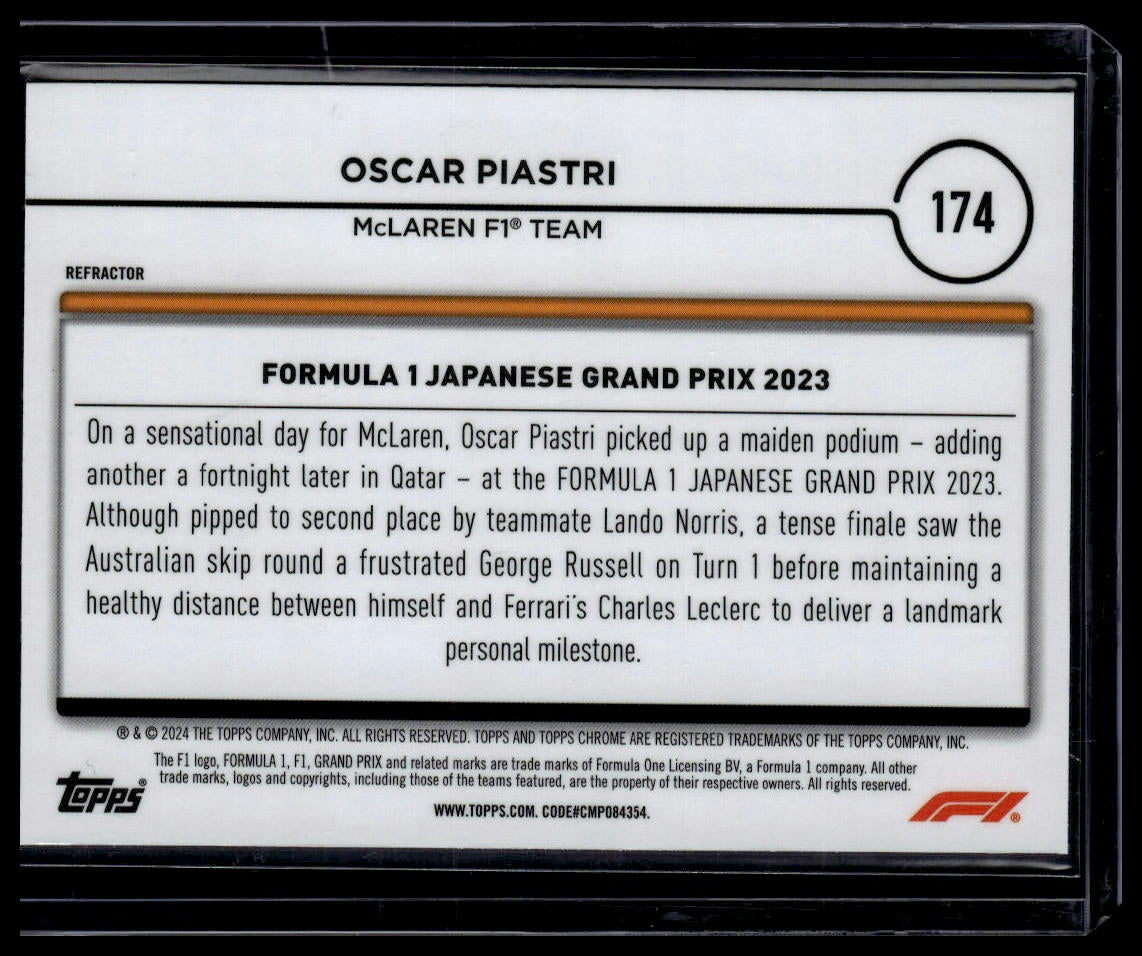 OSCAR PIASTRI
174
McLAREN F1® TEAM
REFRACTOR
FORMULA 1 JAPANESE GRAND PRIX 2023
On a sensational day for McLaren, Oscar Piastri picked up a maiden podium – adding
another a fortnight later in Qatar – at the FORMULA 1 JAPANESE GRAND PRIX 2023.
Although pipped to second place by teammate Lando Norris, a tense finale saw the
Australian skip round a frustrated George Russell on Turn 1 before maintaining a
healthy distance between himself and Ferrari's Charles Leclerc to deliver a landmark
personal milestone.
® & © 2024 THE TOPPS COMPANY, INC. ALL RIGHTS RESERVED. TOPPS AND TOPPS CHROME ARE REGISTERED TRADEMARKS OF THE TOPPS COMPANY, INC.
The F1 logo, FORMULA 1, F1, GRAND PRIX and related marks are trade marks of Formula One Licensing BV, a Formula 1 company. All other
trade marks, logos and copyrights, including those of the teams featured, are the property of their respective owners. All rights reserved.
WWW.TOPPS.COM. CODE#CMP084354.
Topps®
F1®